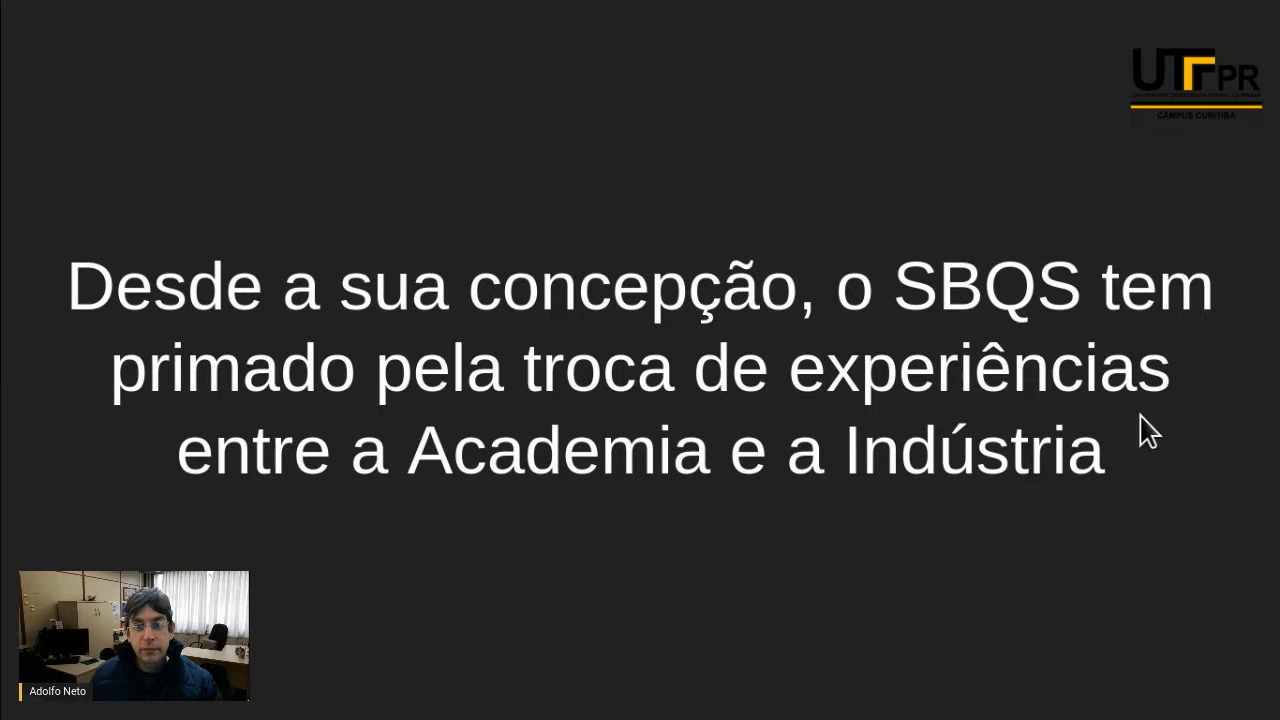 UTFPR
CAMPUS CURITIBA
Desde a sua concepção, o SBQS tem
primado pela troca de experiências
entre a Academia e a Indústria
Adolfo Neto